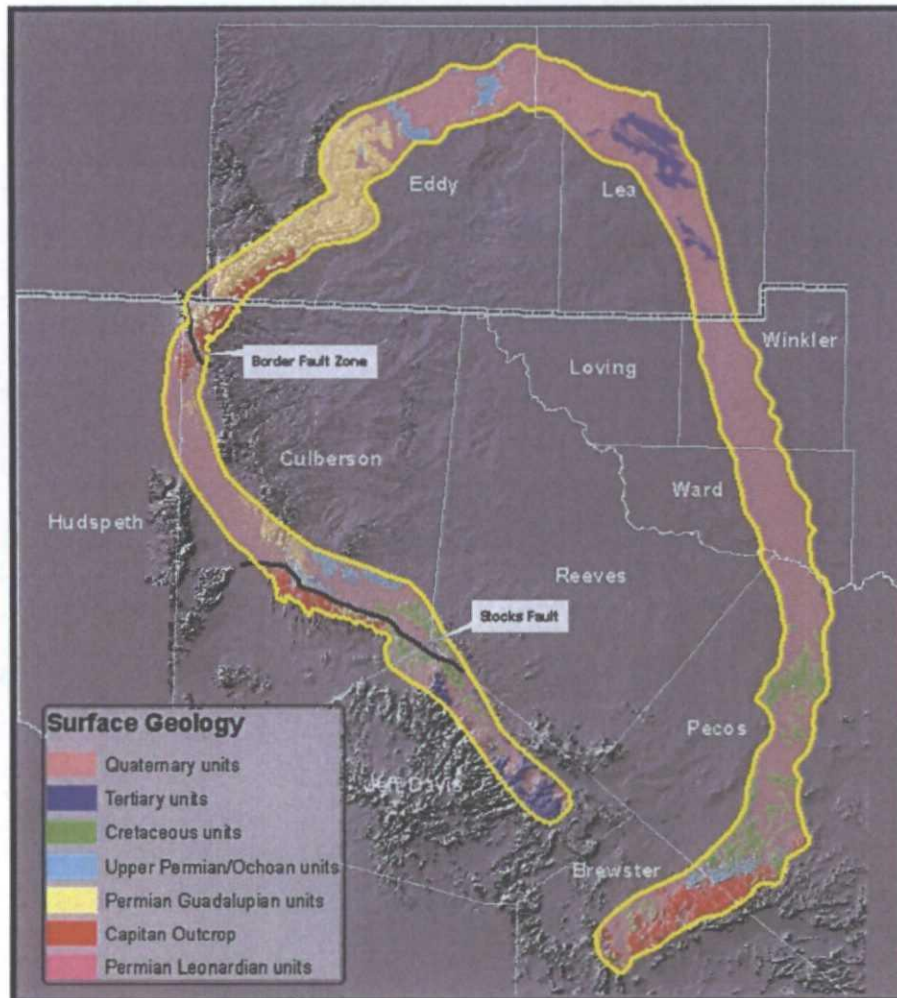 Eddy
Lea
Border Fault Zone
Winkler
Loving
Culberson
Ward
Hudspeth
Reeves
Stocks Fault
Pecos
Jeff Davis
Brewster
Surface Geology
Quaternary units
Tertiary units
Cretaceous units
Upper Permian/Ochoan units
Permian Guadalupian units
Capitan Outcrop
Permian Leonardian units